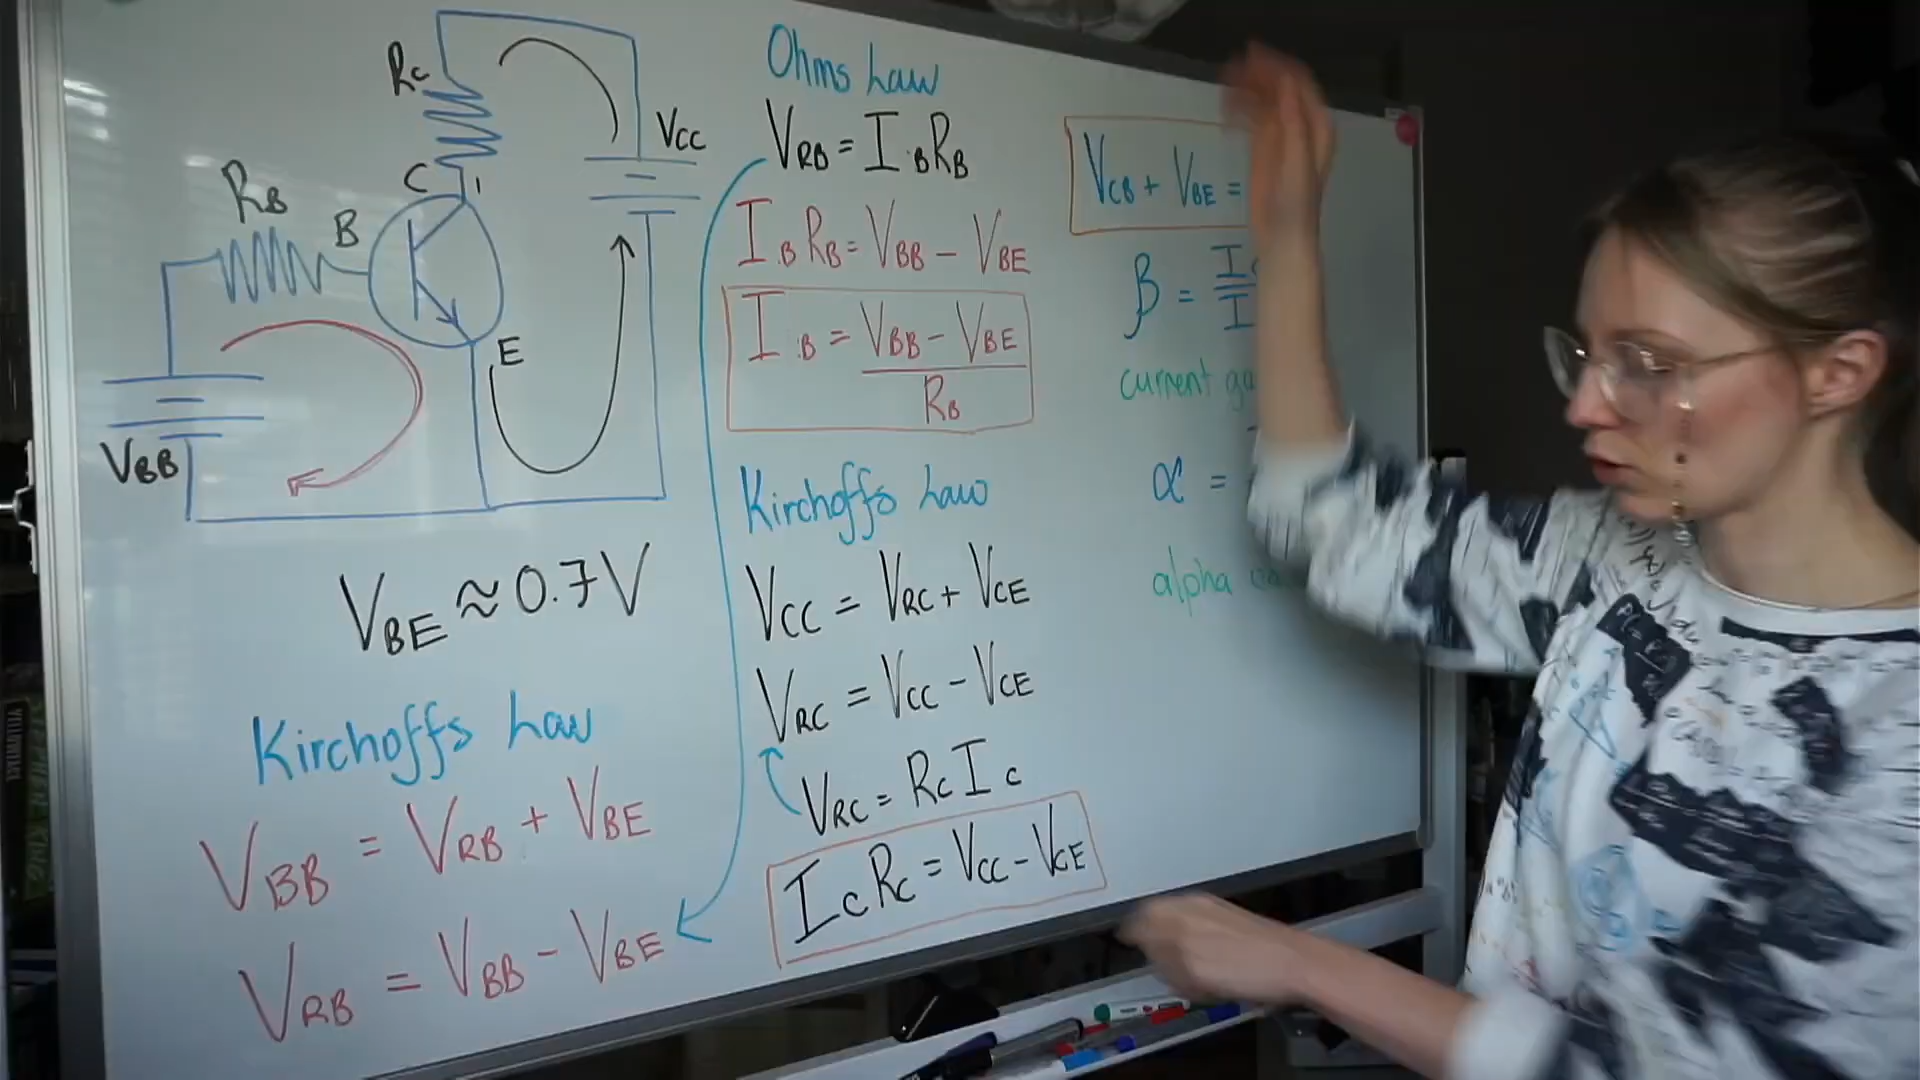 Rc
Vcc
C
RB
B
E
VBB
VBE ≈ 0.7V
Kirchoffs Law
VBB = VRB + VBE
VRB = VBB - VBE
Ohms Law
VRB = IBRB
IBRB = VBB - VBE
IB = VBB - VBE
RB
Kirchoffs Law
VCC = VRC + VCE
VRC = VCC - VCE
VRC = RCIC
ICRC = VCC - VCE
VCB + VBE =
β = I
I
current
α =
alpha